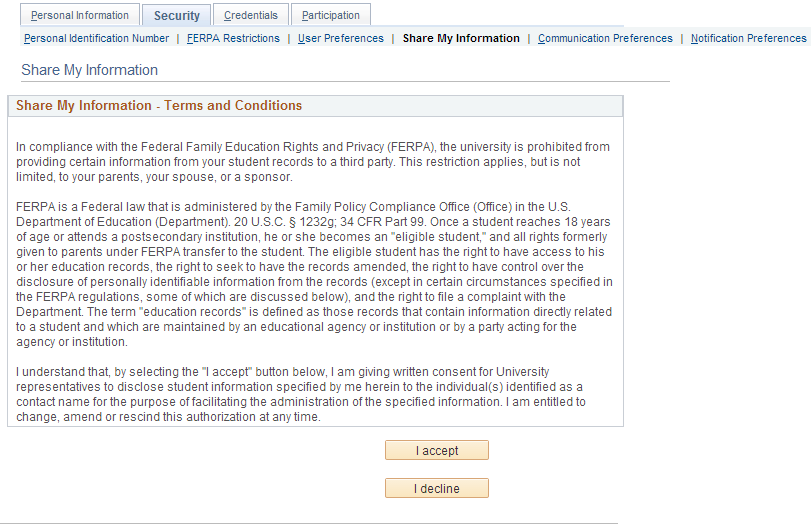 Personal Information Security Credentials Participation
Personal Identification Number | FERPA Restrictions | User Preferences | Share My Information | Communication Preferences | Notification Preferences
Share My Information
Share My Information - Terms and Conditions
In compliance with the Federal Family Education Rights and Privacy (FERPA), the university is prohibited from
providing certain information from your student records to a third party. This restriction applies, but is not
limited, to your parents, your spouse, or a sponsor.
FERPA is a Federal law that is administered by the Family Policy Compliance Office (Office) in the U.S.
Department of Education (Department). 20 U.S.C. § 1232g; 34 CFR Part 99. Once a student reaches 18 years
of age or attends a postsecondary institution, he or she becomes an "eligible student," and all rights formerly
given to parents under FERPA transfer to the student. The eligible student has the right to have access to his
or her education records, the right to seek to have the records amended, the right to have control over the
disclosure of personally identifiable information from the records (except in certain circumstances specified in
the FERPA regulations, some of which are discussed below), and the right to file a complaint with the
Department. The term "education records" is defined as those records that contain information directly related
to a student and which are maintained by an educational agency or institution or by a party acting for the
agency or institution.
I understand that, by selecting the "I accept" button below, I am giving written consent for University
representatives to disclose student information specified by me herein to the individual(s) identified as a
contact name for the purpose of facilitating the administration of the specified information. I am entitled to
change, amend or rescind this authorization at any time.
I accept
I decline